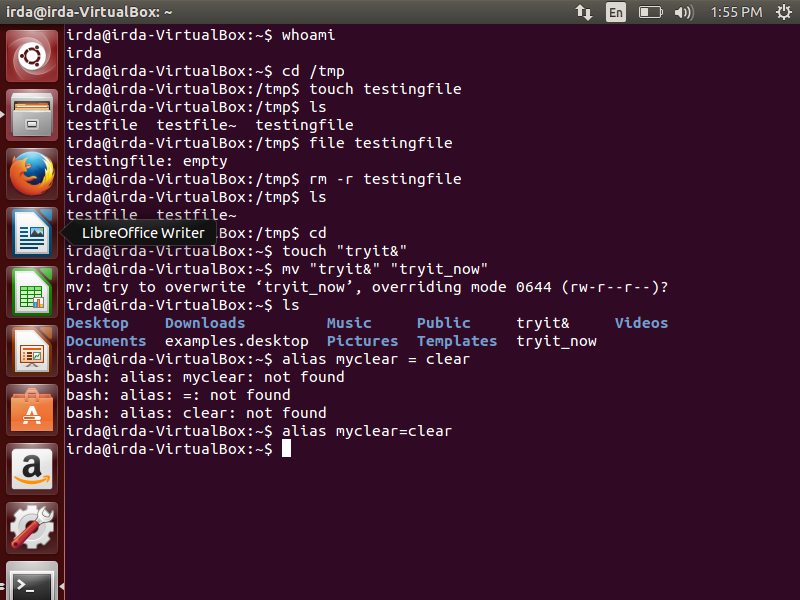 irda@irda-VirtualBox: ~
En
1:55 PM
irda@irda-VirtualBox:~$ whoami
irda
irda@irda-VirtualBox:~$ cd /tmp
irda@irda-VirtualBox:/tmp$ touch testingfile
irda@irda-VirtualBox:/tmp$ ls
testfile  testfile~  testingfile
irda@irda-VirtualBox:/tmp$ file testingfile
testingfile: empty
irda@irda-VirtualBox:/tmp$ rm -r testingfile
irda@irda-VirtualBox:/tmp$ ls
testfile  testfile~
LibreOffice Writer
lBox:/tmp$ cd
irda@irda-VirtualBox:~$ touch "tryit&"
irda@irda-VirtualBox:~$ mv "tryit&" "tryit_now"
mv: try to overwrite ‘tryit_now’, overriding mode 0644 (rw-r--r--)?
irda@irda-VirtualBox:~$ ls
Desktop    Downloads         Music     Public     tryit&     Videos
Documents  examples.desktop  Pictures  Templates  tryit_now
irda@irda-VirtualBox:~$ alias myclear = clear
bash: alias: myclear: not found
bash: alias: =: not found
bash: alias: clear: not found
irda@irda-VirtualBox:~$ alias myclear=clear
irda@irda-VirtualBox:~$
a
>_